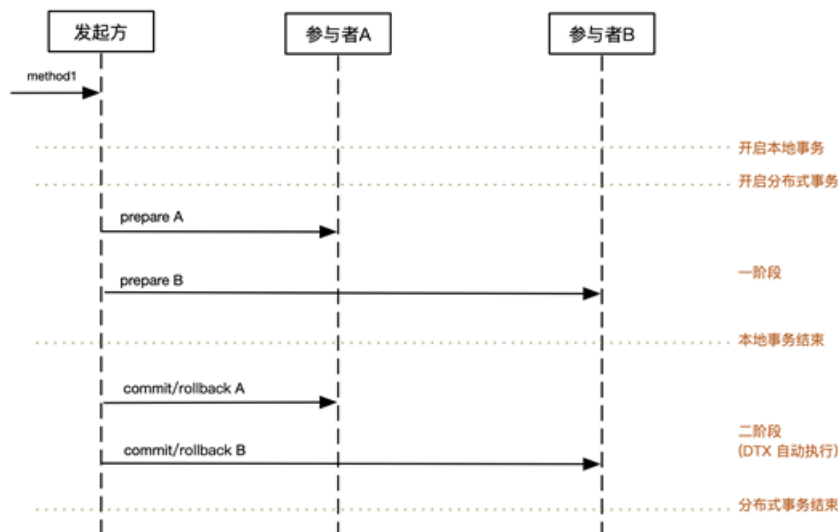 发起方
参与者A
参与者B
method1
开启本地事务
开启分布式事务
prepare A
一阶段
prepare B
本地事务结束
commit/rollback A
二阶段
(DTX 自动执行)
commit/rollback B
分布式事务结束